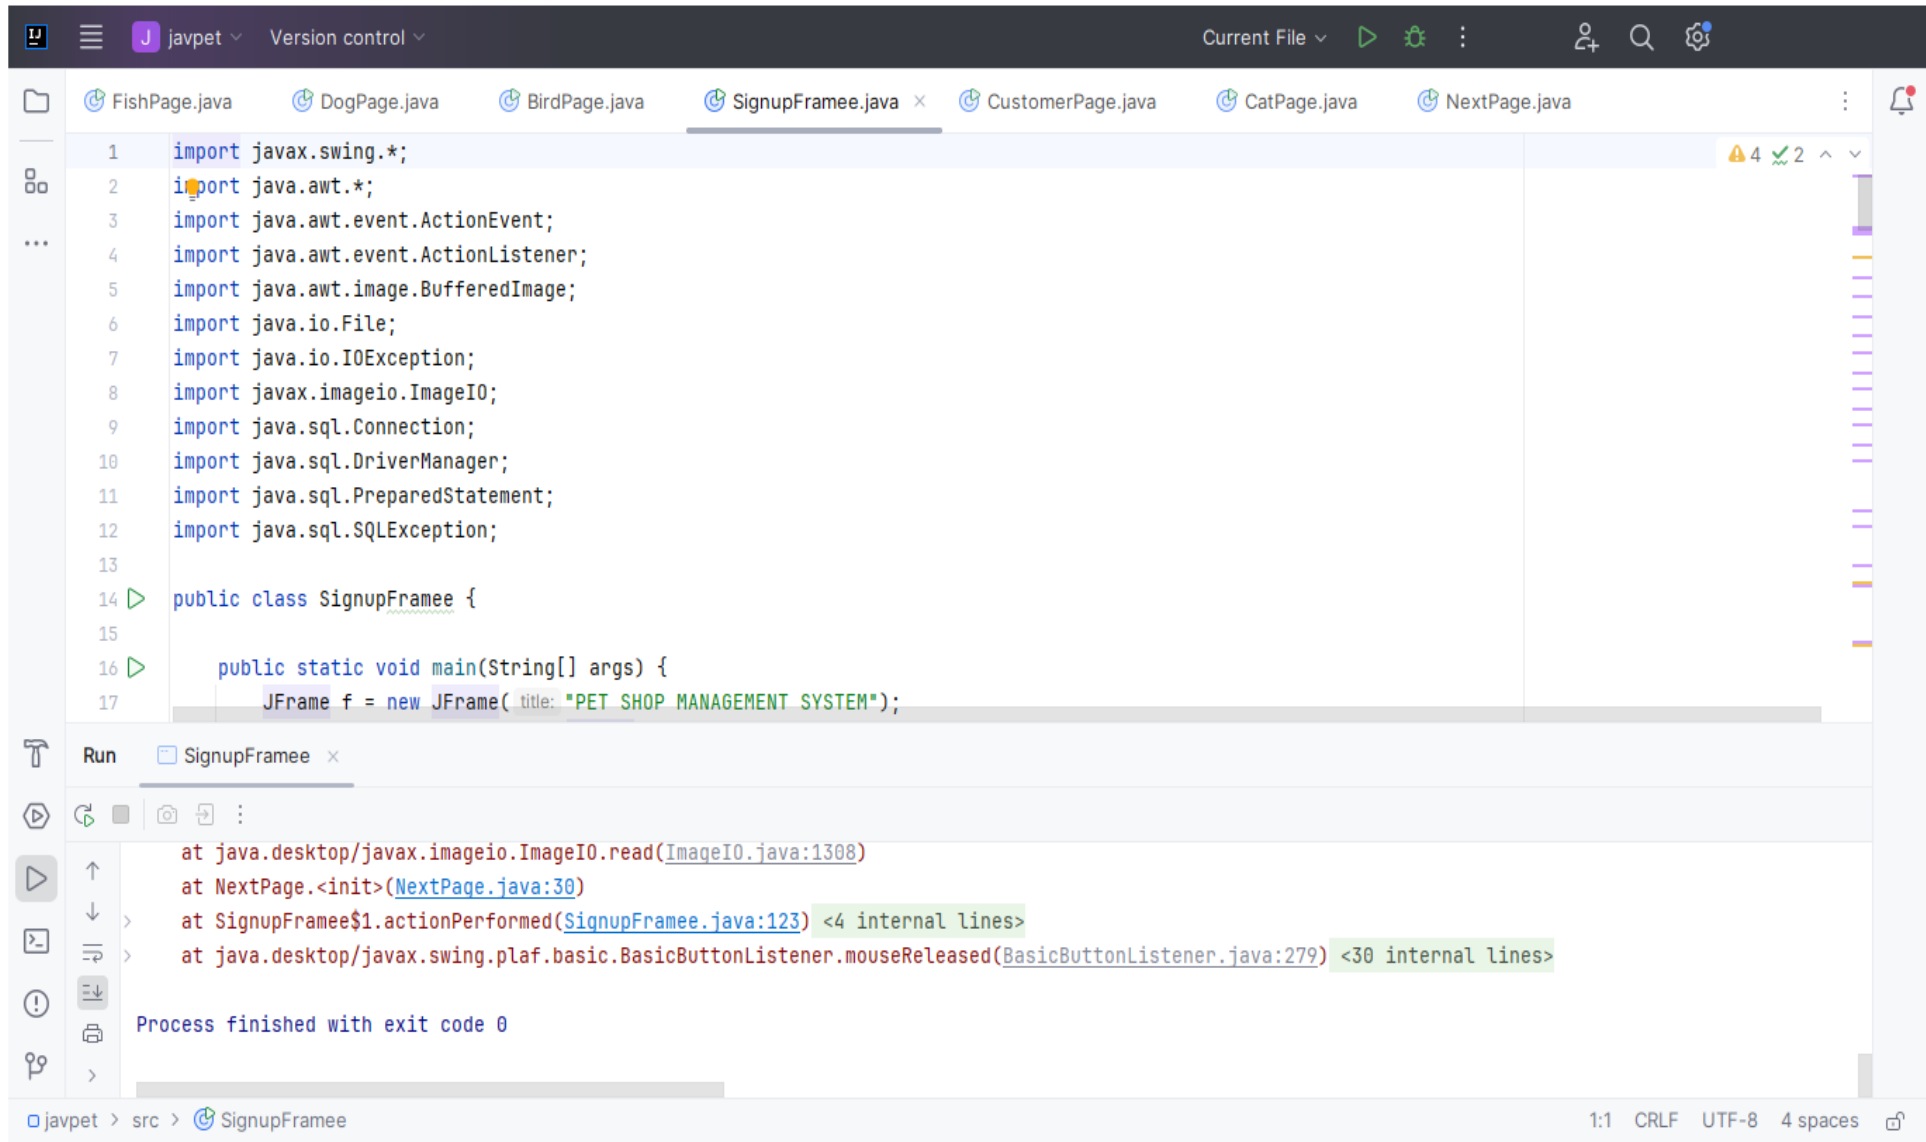 IJ J javpet Version control Current File
FishPage.java DogPage.java BirdPage.java SignupFramee.java × CustomerPage.java CatPage.java NextPage.java
1 import javax.swing.*; 4 2
2 import java.awt.*;
3 import java.awt.event.ActionEvent;
4 import java.awt.event.ActionListener;
5 import java.awt.image.BufferedImage;
6 import java.io.File;
7 import java.io.IOException;
8 import javax.imageio.ImageIO;
9 import java.sql.Connection;
10 import java.sql.DriverManager;
11 import java.sql.PreparedStatement;
12 import java.sql.SQLException;
13
14 public class SignupFramee {
15
16 public static void main(String[] args) {
17 JFrame f = new JFrame( title: "PET SHOP MANAGEMENT SYSTEM");
Run SignupFramee ×
at java.desktop/javax.imageio.ImageIO.read(ImageIO.java:1308)
at NextPage.<init>(NextPage.java:30)
at SignupFramee$1.actionPerformed(SignupFramee.java:123) <4 internal lines>
at java.desktop/javax.swing.plaf.basic.BasicButtonListener.mouseReleased(BasicButtonListener.java:279) <30 internal lines>
Process finished with exit code 0
javpet > src > SignupFramee 1:1 CRLF UTF-8 4 spaces